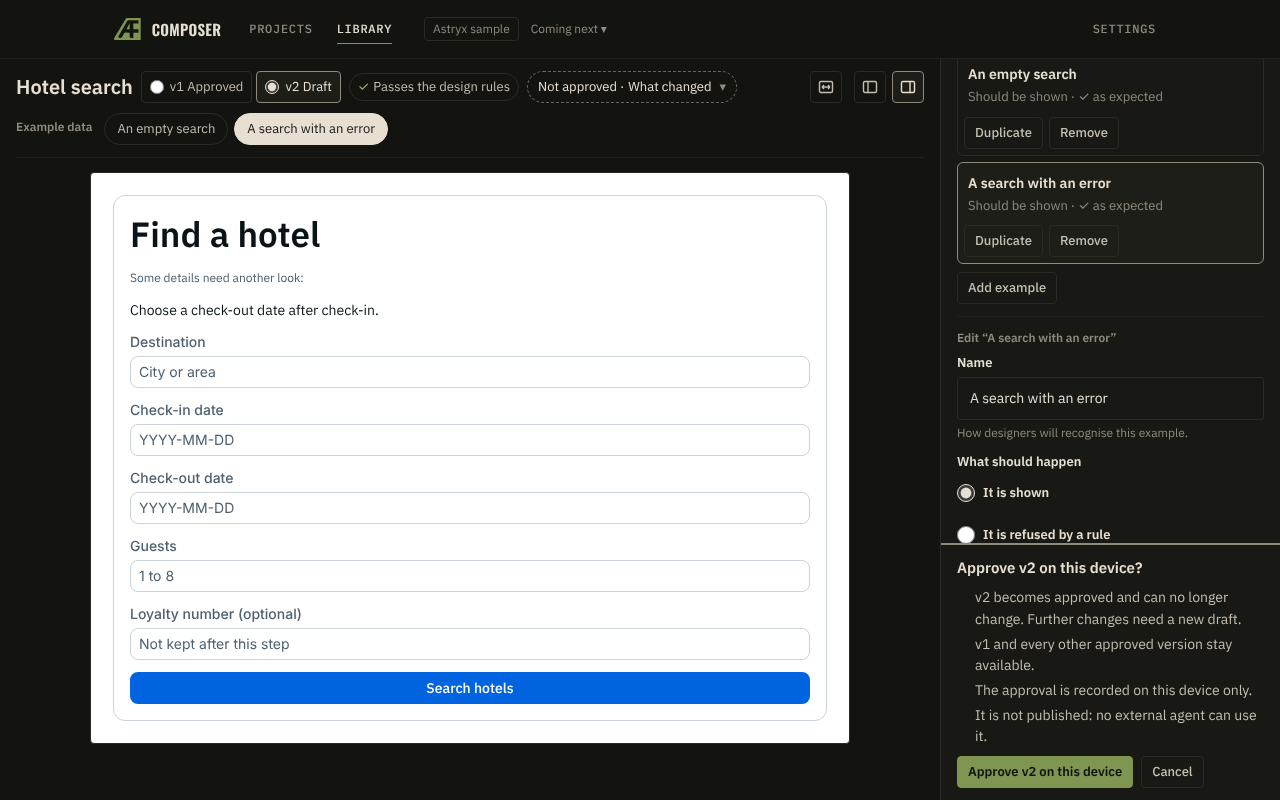 COMPOSER
PROJECTS
LIBRARY
Astryx sample
Coming next ▾
SETTINGS
Hotel search
v1 Approved
v2 Draft
✓ Passes the design rules
Not approved · What changed ▾
Example data
An empty search
A search with an error
Find a hotel
Some details need another look:
Choose a check-out date after check-in.
Destination
City or area
Check-in date
YYYY-MM-DD
Check-out date
YYYY-MM-DD
Guests
1 to 8
Loyalty number (optional)
Not kept after this step
Search hotels
An empty search
Should be shown · ✓ as expected
Duplicate
Remove
A search with an error
Should be shown · ✓ as expected
Duplicate
Remove
Add example
Edit “A search with an error”
Name
A search with an error
How designers will recognise this example.
What should happen
It is shown
It is refused by a rule
Approve v2 on this device?
v2 becomes approved and can no longer
change. Further changes need a new draft.
v1 and every other approved version stay
available.
The approval is recorded on this device only.
It is not published: no external agent can use
it.
Approve v2 on this device
Cancel